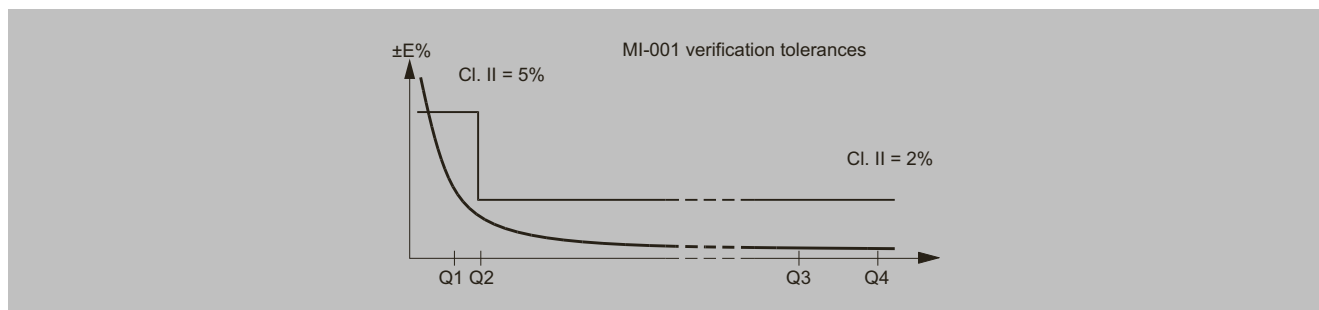 ±E%
MI-001 verification tolerances
Cl. II = 5%
Cl. II = 2%
Q1 Q2 Q3 Q4